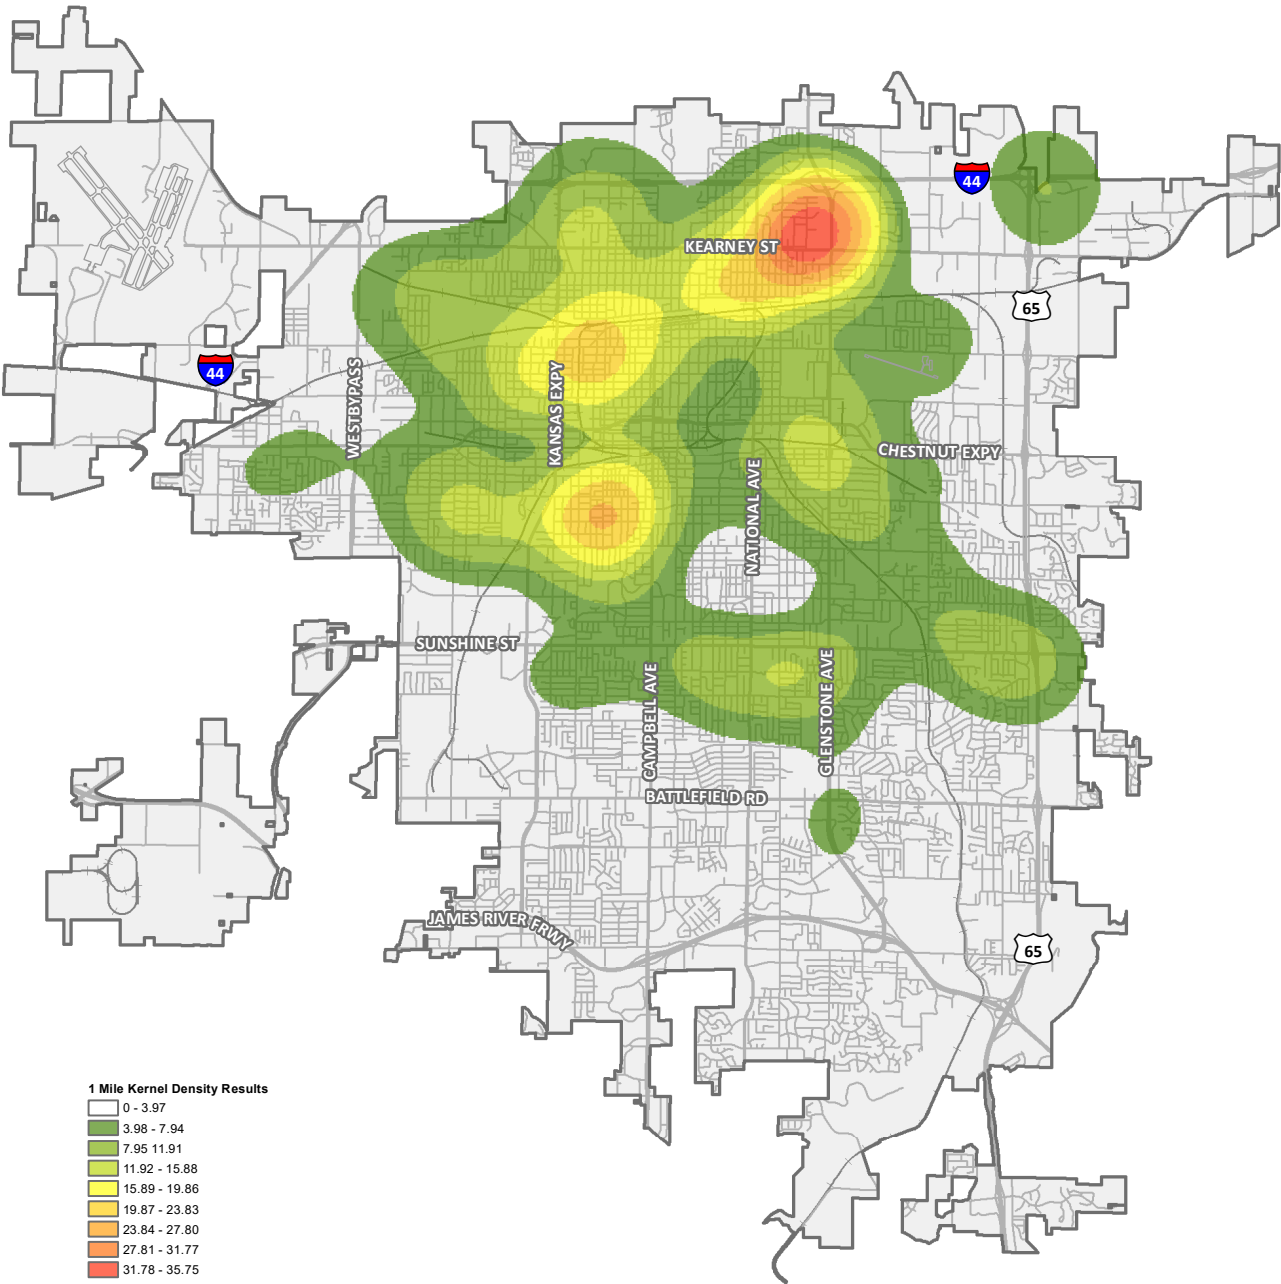 44
KEARNEY ST
65
44
WESTBYPASS
KANSAS EXPY
CHESTNUT EXPY
NATIONAL AVE
SUNSHINE ST
CAMPBELL AVE
GLENSTONE AVE
BATTLEFIELD RD
JAMES RIVER FRWY
65
1 Mile Kernel Density Results
0 - 3.97
3.98 - 7.94
7.95 11.91
11.92 - 15.88
15.89 - 19.86
19.87 - 23.83
23.84 - 27.80
27.81 - 31.77
31.78 - 35.75